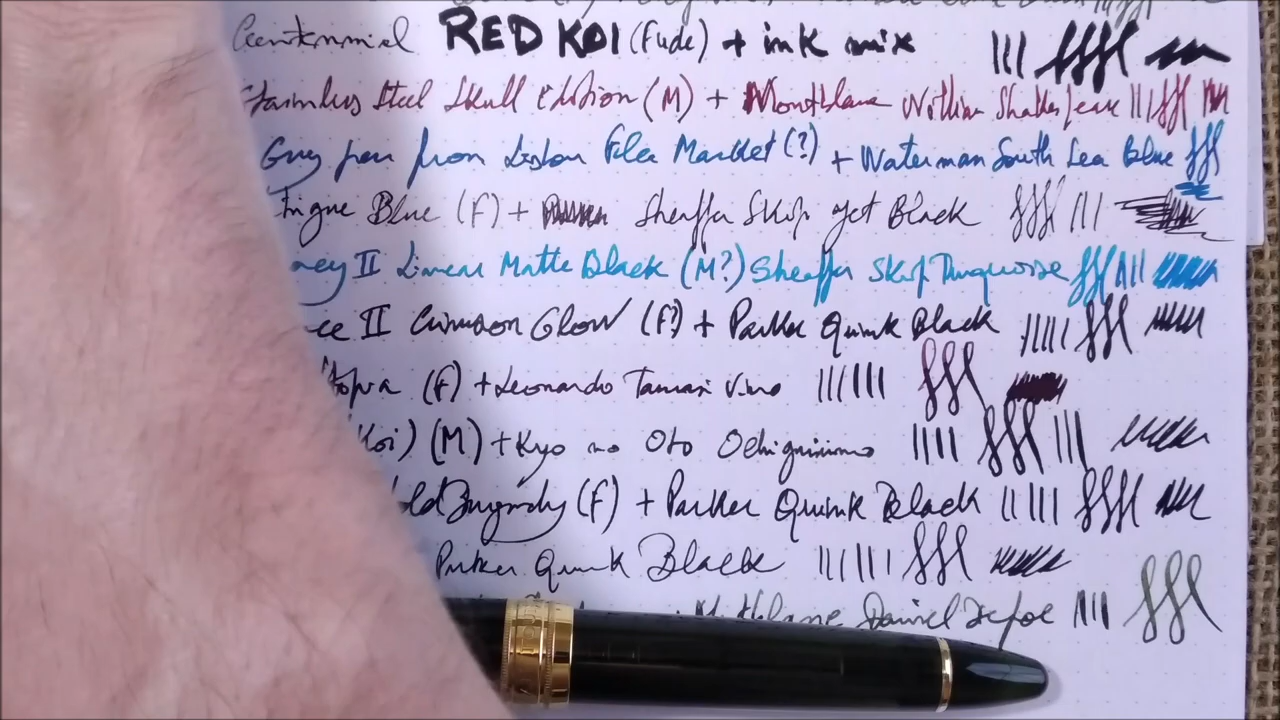 Centennial RED KOI (Fude) + ink mix
Stainless Steel Skull Edition (M) + Montblanc William Shakespeare
Grey pen from Lisbon Flea Market (?) + Waterman South Sea Blue
Blue (F) + Sheaffer Skrip Jet Black
II Linear Matte Black (M?) Sheaffer Skrip Turquoise
II Crimson Glow (F?) + Parker Quink Black
(F) + Leonardo Vino
Koi) (M) + Kyo no Oto
Burgundy (F) + Parker Quink Black
Parker Quink Black
Daniel Defoe